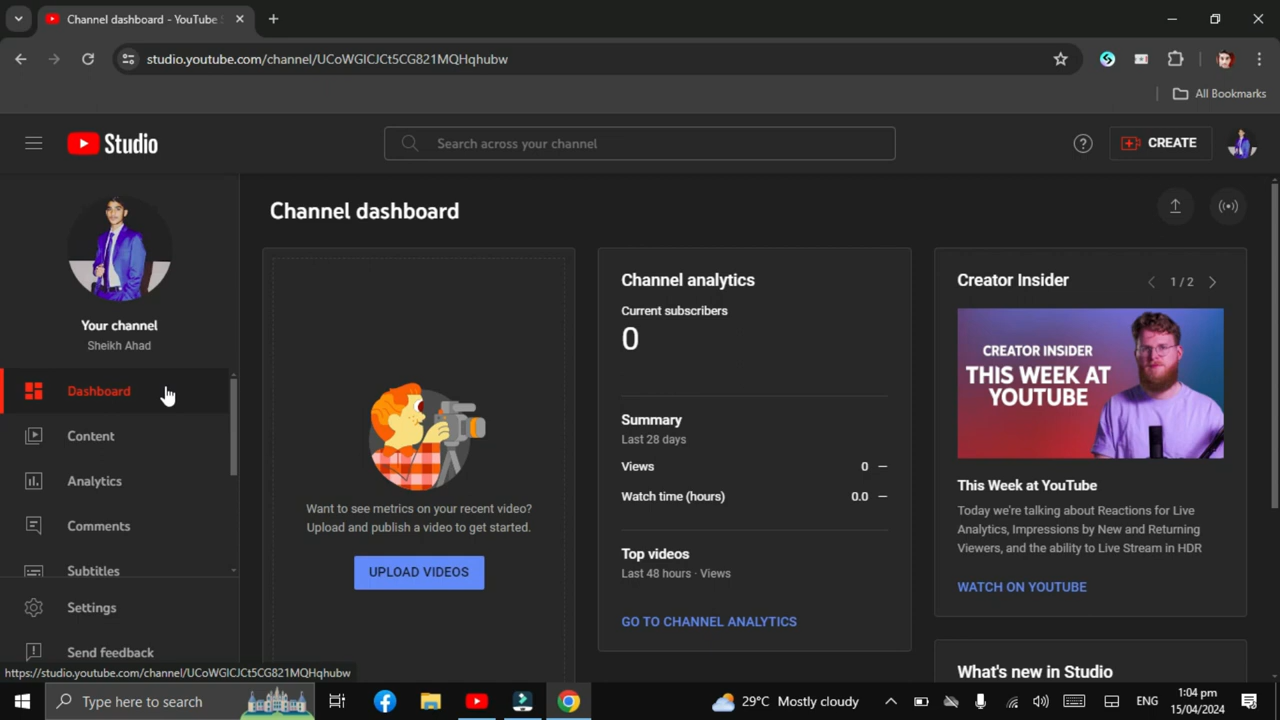 Channel dashboard - YouTube S
studio.youtube.com/channel/UCoWGlCJCt5CG821MQHqhubw
All Bookmarks
Studio
Search across your channel
CREATE
Your channel
Sheikh Ahad
Dashboard
Content
Analytics
Comments
Subtitles
Settings
Send feedback
Channel dashboard
Want to see metrics on your recent video?
Upload and publish a video to get started.
UPLOAD VIDEOS
Channel analytics
Current subscribers
0
Summary
Last 28 days
Views 0 —
Watch time (hours) 0.0 —
Top videos
Last 48 hours · Views
GO TO CHANNEL ANALYTICS
Creator Insider
1 / 2
CREATOR INSIDER
THIS WEEK AT
YOUTUBE
This Week at YouTube
Today we're talking about Reactions for Live
Analytics, Impressions by New and Returning
Viewers, and the ability to Live Stream in HDR
WATCH ON YOUTUBE
What's new in Studio
https://studio.youtube.com/channel/UCoWGlCJCt5CG821MQHqhubw
Type here to search
29°C Mostly cloudy
ENG
1:04 pm
15/04/2024